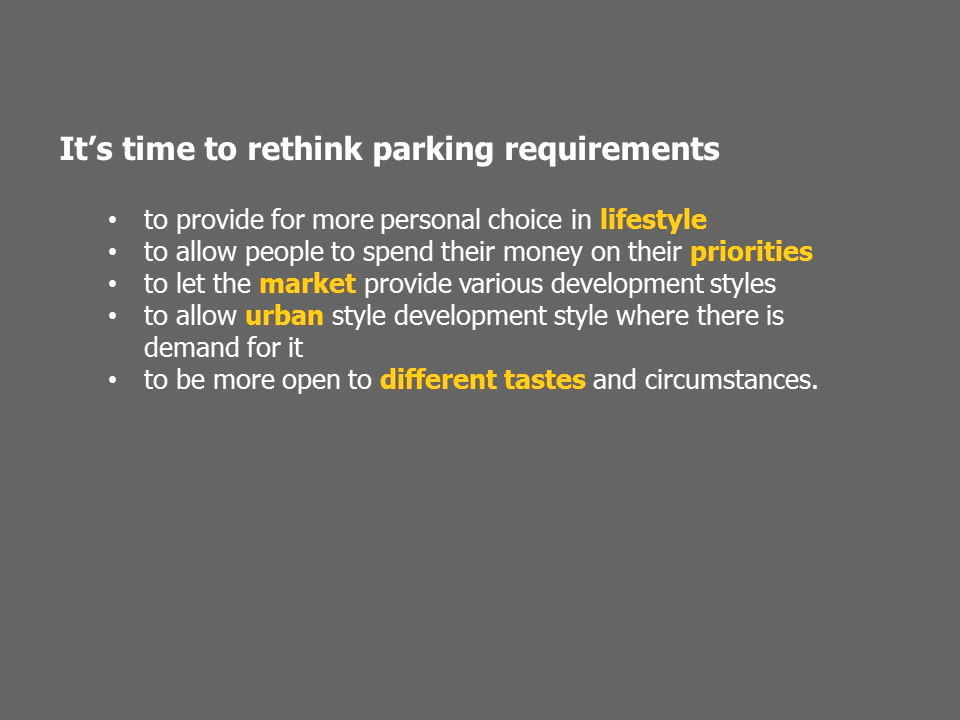 It’s time to rethink parking requirements
• to provide for more personal choice in lifestyle
• to allow people to spend their money on their priorities
• to let the market provide various development styles
• to allow urban style development style where there is
demand for it
• to be more open to different tastes and circumstances.